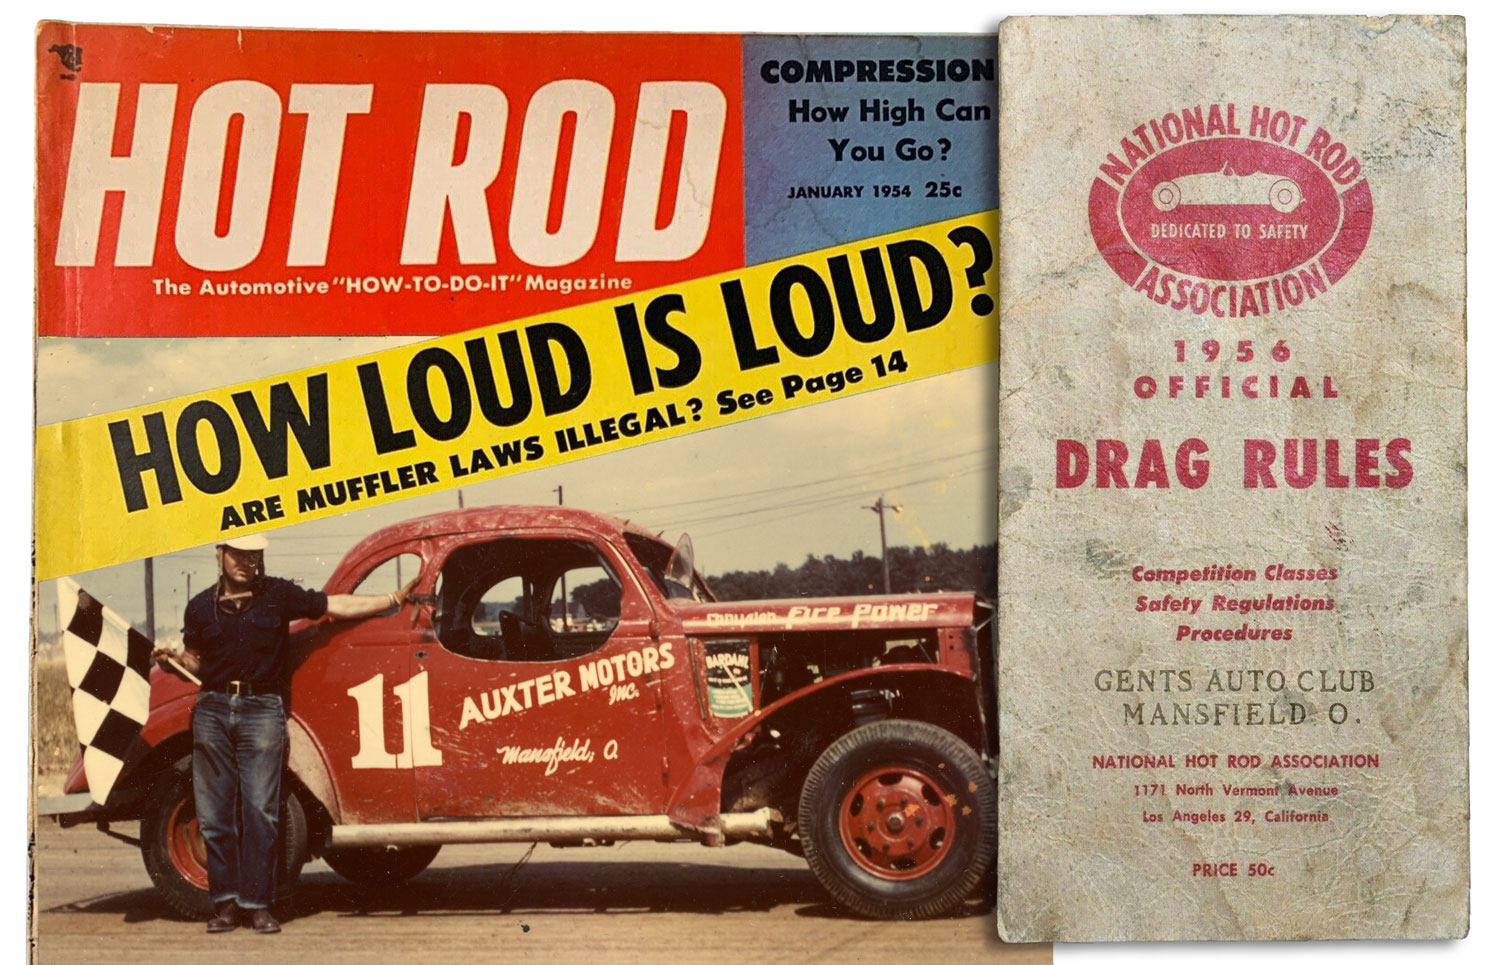 HOT ROD
The Automotive "HOW-TO-DO-IT" Magazine
COMPRESSION
How High Can
You Go?
JANUARY 1954 25c
HOW LOUD IS LOUD?
ARE MUFFLER LAWS ILLEGAL? See Page 14
Chrysler Fire Power
BARDAHL
11
AUXTER MOTORS
INC.
Mansfield, O.
NATIONAL HOT ROD
DEDICATED TO SAFETY
ASSOCIATION
1956
OFFICIAL
DRAG RULES
Competition Classes
Safety Regulations
Procedures
GENTS AUTO CLUB
MANSFIELD O.
NATIONAL HOT ROD ASSOCIATION
1171 North Vermont Avenue
Los Angeles 29, California
PRICE 50c